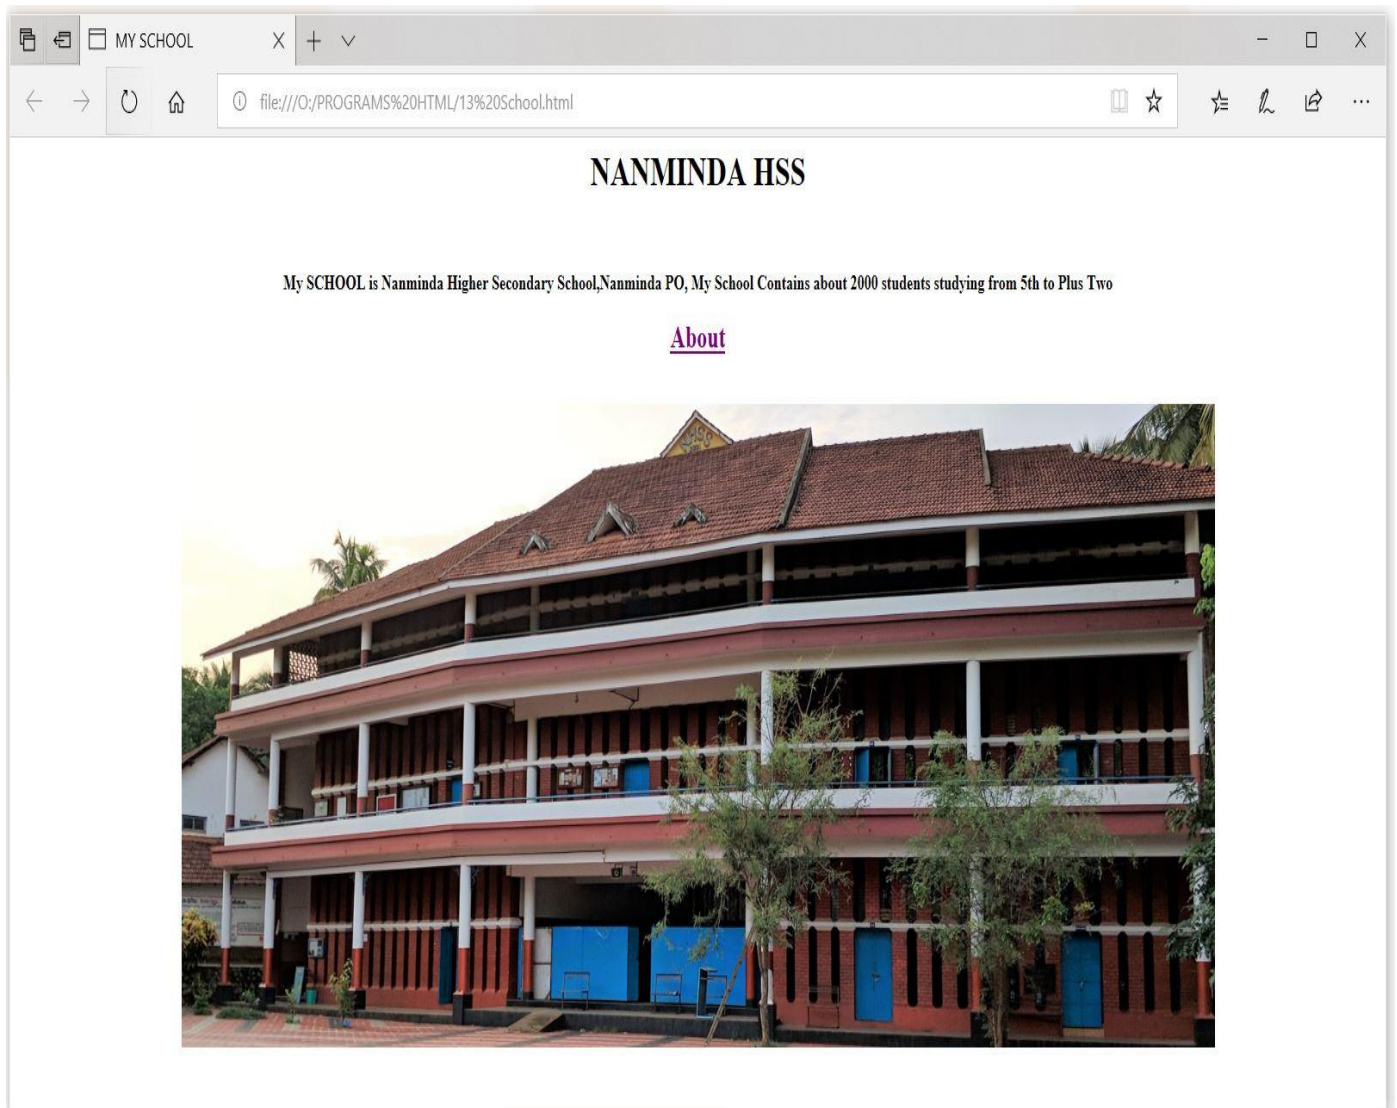 MY SCHOOL
file:///O:/PROGRAMS%20HTML/13%20School.html
NANMINDA HSS
My SCHOOL is Nanminda Higher Secondary School,Nanminda PO, My School Contains about 2000 students studying from 5th to Plus Two
About